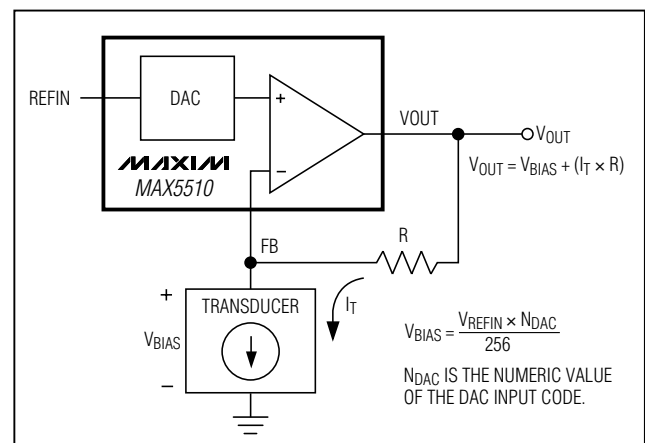 REFIN
DAC
+
−
VOUT
VOUT
VOUT = VBIAS + (IT × R)
MAXIM
MAX5510
FB
R
+
TRANSDUCER
IT
VBIAS
−
VBIAS = VREFIN × NDAC
256
NDAC IS THE NUMERIC VALUE
OF THE DAC INPUT CODE.